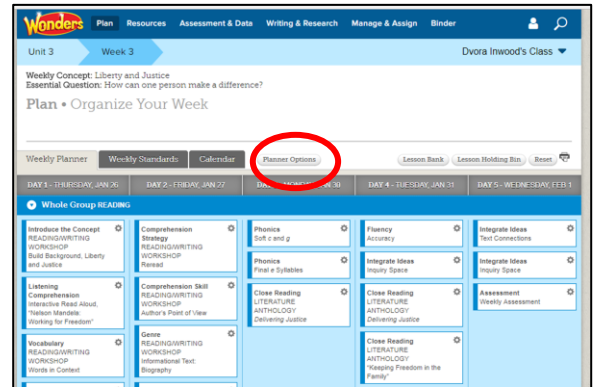 Wonders Plan Resources Assessment & Data Writing & Research Manage & Assign Binder
Unit 3 Week 3 Dvora Inwood's Class
Weekly Concept: Liberty and Justice
Essential Question: How can one person make a difference?
Plan • Organize Your Week
Weekly Planner Weekly Standards Calendar Planner Options Lesson Bank Lesson Holding Bin Reset
DAY 1 - THURSDAY, JAN 26 DAY 2 - FRIDAY, JAN 27 DAY 3 - MONDAY, JAN 30 DAY 4 - TUESDAY, JAN 31 DAY 5 - WEDNESDAY, FEB 1
Whole Group READING
Introduce the Concept
READING/WRITING
WORKSHOP
Build Background, Liberty
and Justice
Listening
Comprehension
Interactive Read Aloud,
"Nelson Mandela:
Working for Freedom"
Vocabulary
READING/WRITING
WORKSHOP
Words in Context
Comprehension
Strategy
READING/WRITING
WORKSHOP
Reread
Comprehension Skill
READING/WRITING
WORKSHOP
Author's Point of View
Genre
READING/WRITING
WORKSHOP
Informational Text:
Biography
Phonics
Soft c and g
Phonics
Final e Syllables
Close Reading
LITERATURE
ANTHOLOGY
Delivering Justice
Fluency
Accuracy
Integrate Ideas
Inquiry Space
Close Reading
LITERATURE
ANTHOLOGY
Delivering Justice
Close Reading
LITERATURE
ANTHOLOGY
"Keeping Freedom in the
Family"
Integrate Ideas
Text Connections
Integrate Ideas
Inquiry Space
Assessment
Weekly Assessment